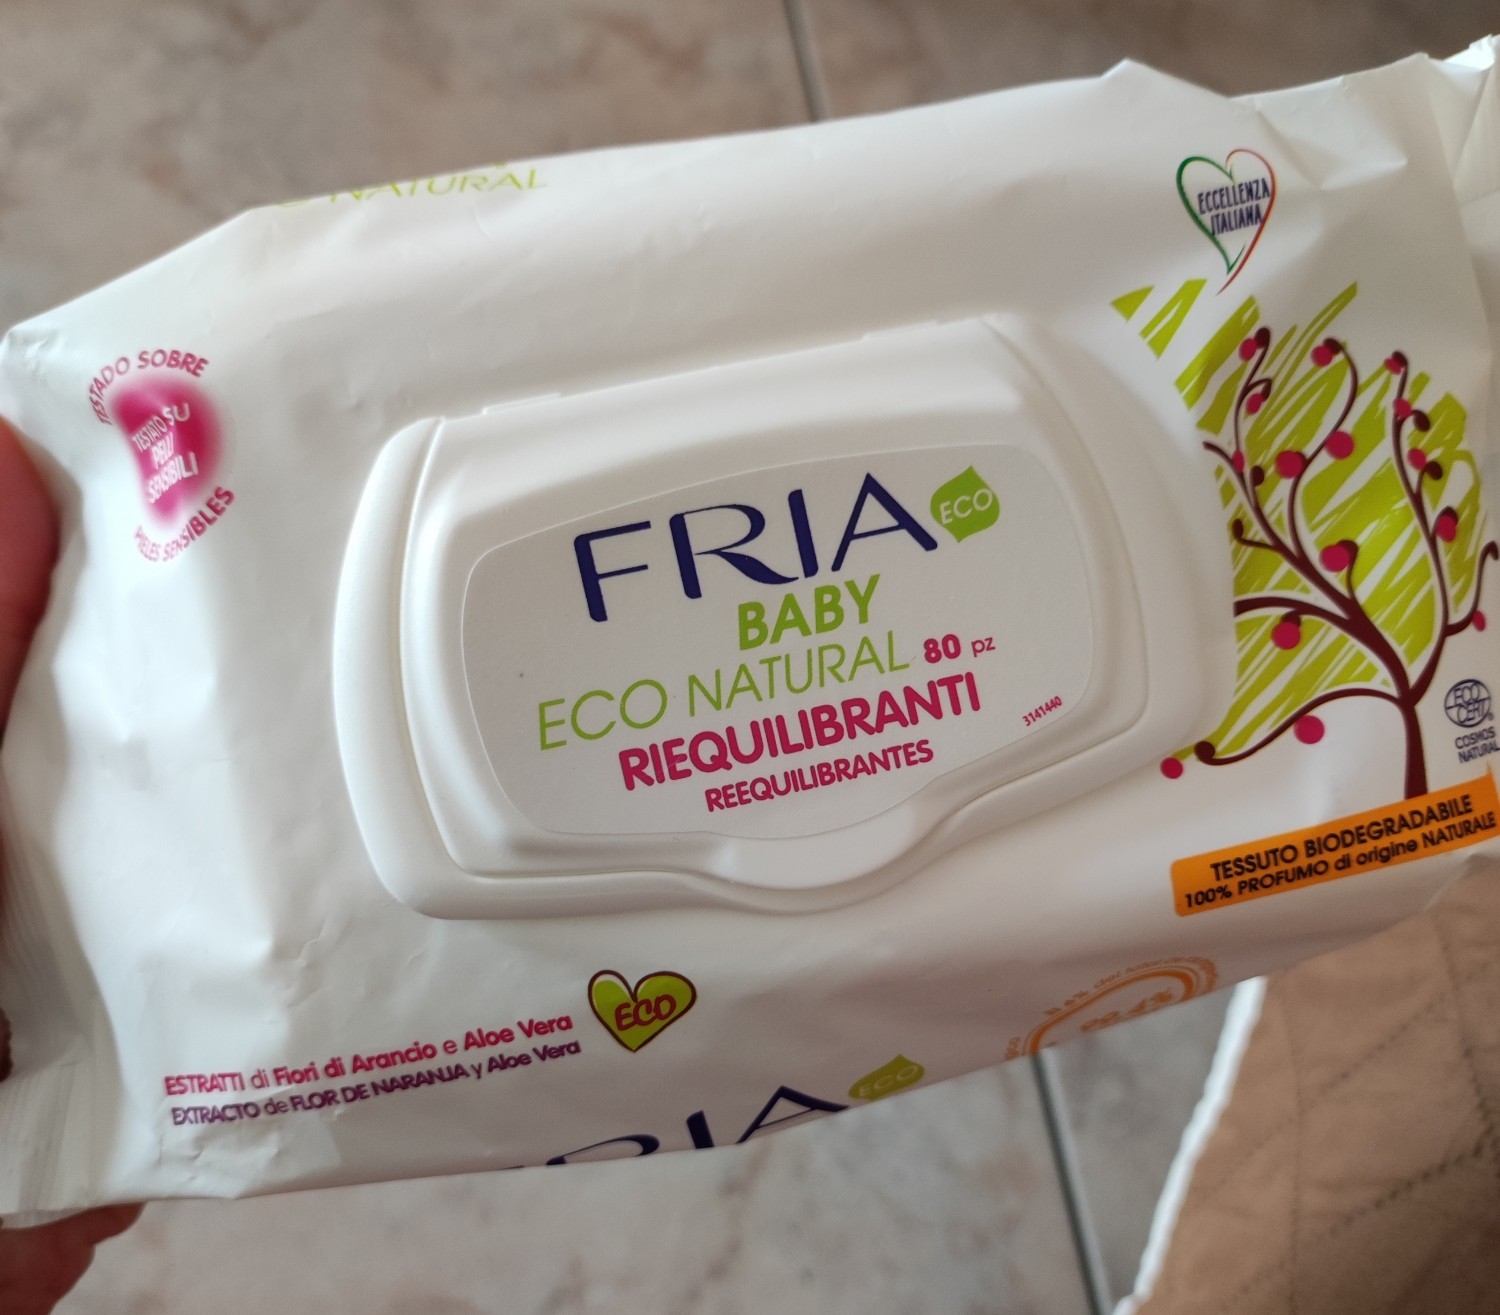 NATURAL
ECCELLENZA
ITALIANA
TESTADO SOBRE
TESTATO SU
PELLI
SENSIBILI
PIELES SENSIBLES
FRIA ECO
BABY
ECO NATURAL 80 pz
RIEQUILIBRANTI
REEQUILIBRANTES
3141440
ECO
CERT
COSMOS
NATURAL
TESSUTO BIODEGRADABILE
100% PROFUMO di origine NATURALE
ECO
ESTRATTI di Fiori di Arancio e Aloe Vera
EXTRACTO de FLOR DE NARANJA y Aloe Vera
FRIA ECO